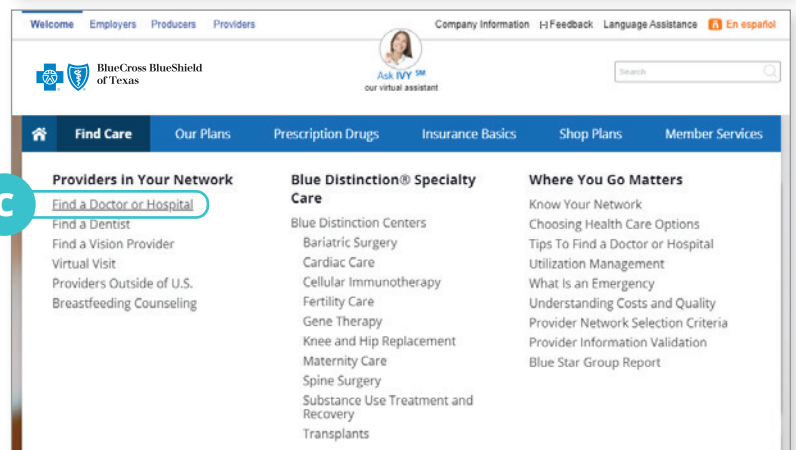 Welcome Employers Producers Providers Company Information [+] Feedback Language Assistance En español
BlueCross BlueShield
of Texas
Ask IVY SM
our virtual assistant
Search
Find Care Our Plans Prescription Drugs Insurance Basics Shop Plans Member Services
C
Providers in Your Network
Find a Doctor or Hospital
Find a Dentist
Find a Vision Provider
Virtual Visit
Providers Outside of U.S.
Breastfeeding Counseling
Blue Distinction® Specialty
Care
Blue Distinction Centers
Bariatric Surgery
Cardiac Care
Cellular Immunotherapy
Fertility Care
Gene Therapy
Knee and Hip Replacement
Maternity Care
Spine Surgery
Substance Use Treatment and
Recovery
Transplants
Where You Go Matters
Know Your Network
Choosing Health Care Options
Tips To Find a Doctor or Hospital
Utilization Management
What Is an Emergency
Understanding Costs and Quality
Provider Network Selection Criteria
Provider Information Validation
Blue Star Group Report